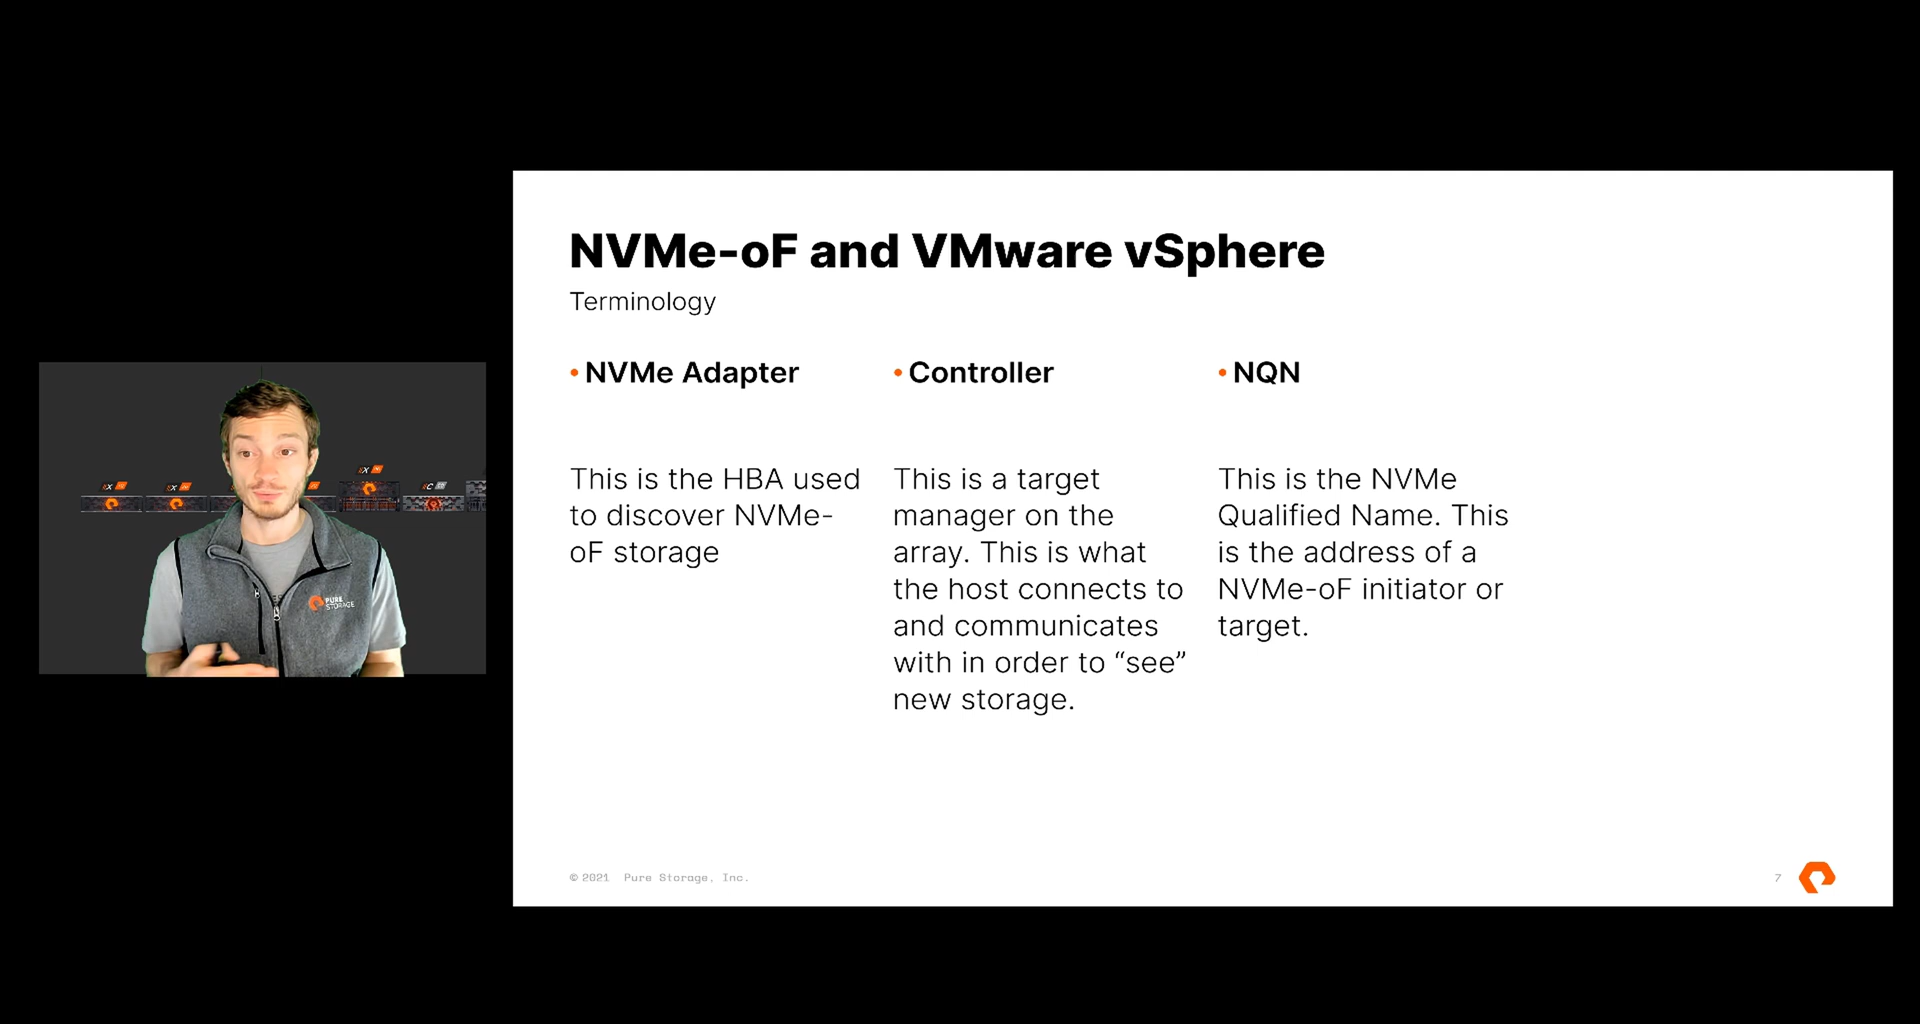 NVMe-oF and VMware vSphere
Terminology
• NVMe Adapter
This is the HBA used
to discover NVMe-
oF storage
• Controller
This is a target
manager on the
array. This is what
the host connects to
and communicates
with in order to “see”
new storage.
• NQN
This is the NVMe
Qualified Name. This
is the address of a
NVMe-oF initiator or
target.
© 2021 Pure Storage, Inc.
7
PURE
STORAGE